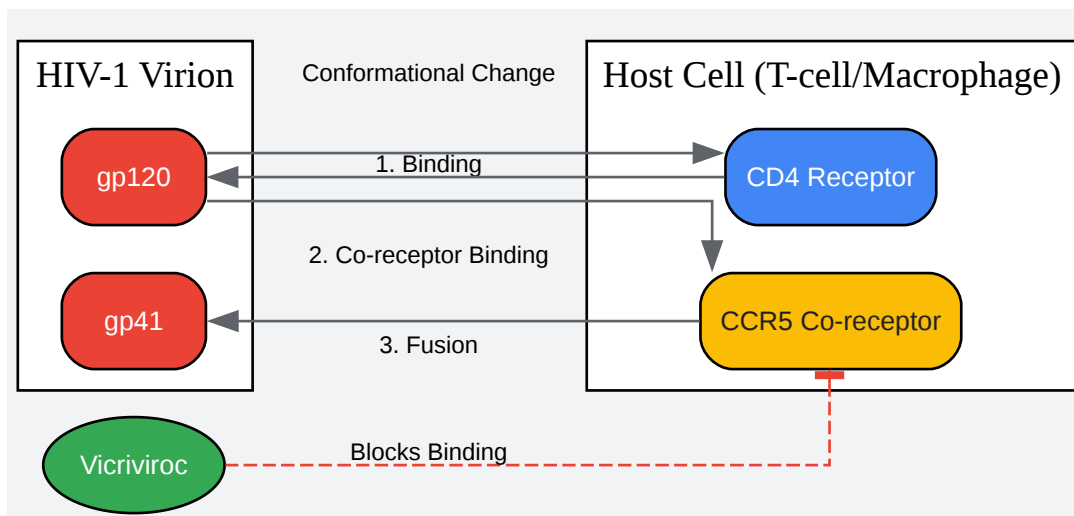 HIV-1 Virion
Conformational Change
Host Cell (T-cell/Macrophage)
gp120
1. Binding
CD4 Receptor
2. Co-receptor Binding
gp41
CCR5 Co-receptor
3. Fusion
Vicriviroc
Blocks Binding